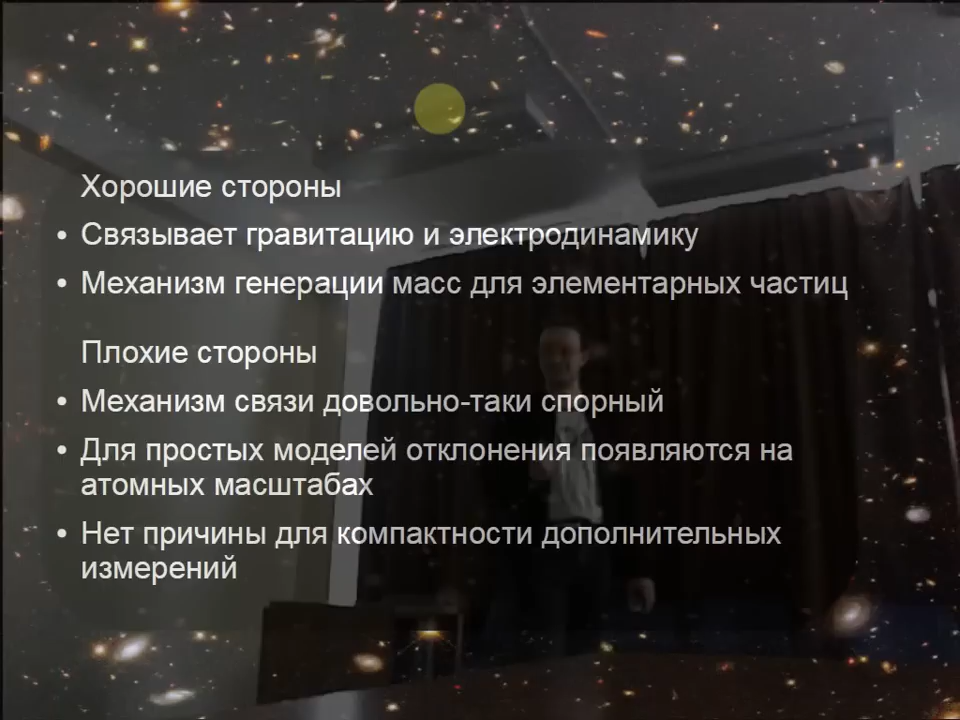 Хорошие стороны
• Связывает гравитацию и электродинамику
• Механизм генерации масс для элементарных частиц
Плохие стороны
• Механизм связи довольно-таки спорный
• Для простых моделей отклонения появляются на
атомных масштабах
• Нет причины для компактности дополнительных
измерений